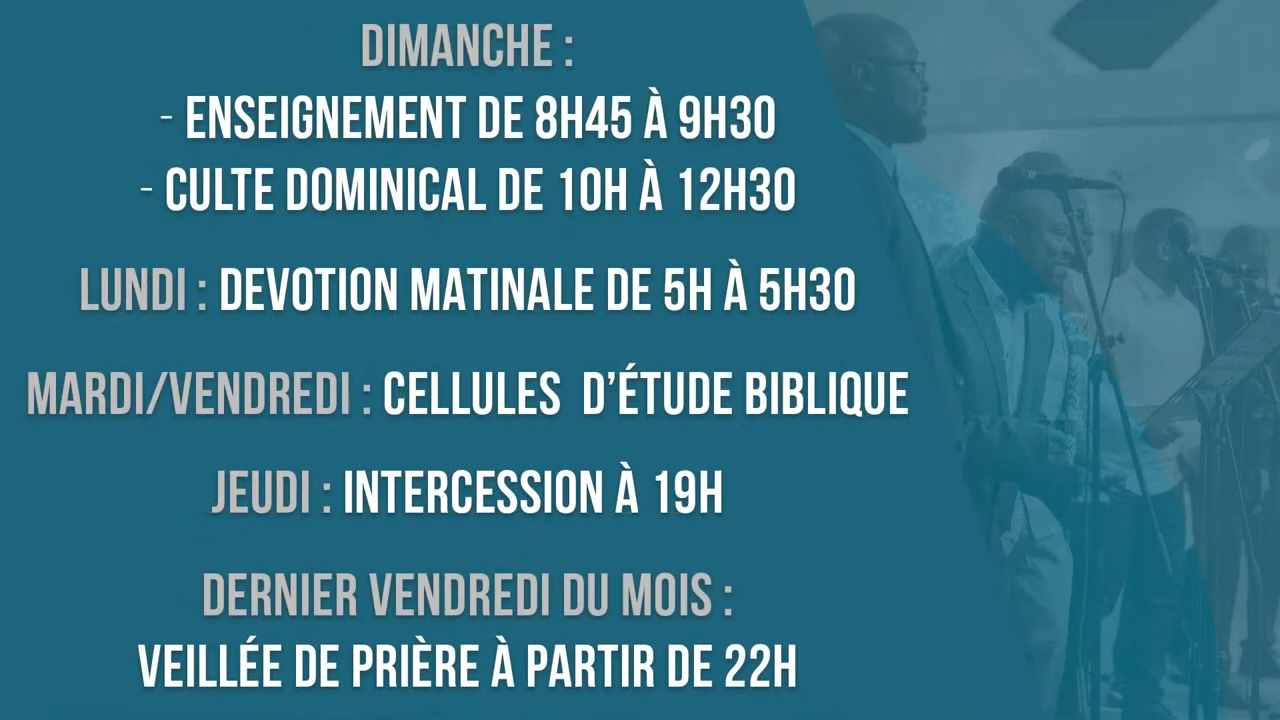 DIMANCHE :
- ENSEIGNEMENT DE 8H45 À 9H30
- CULTE DOMINICAL DE 10H À 12H30
LUNDI : DEVOTION MATINALE DE 5H À 5H30
MARDI/VENDREDI : CELLULES D’ÉTUDE BIBLIQUE
JEUDI : INTERCESSION À 19H
DERNIER VENDREDI DU MOIS :
VEILLÉE DE PRIÈRE À PARTIR DE 22H